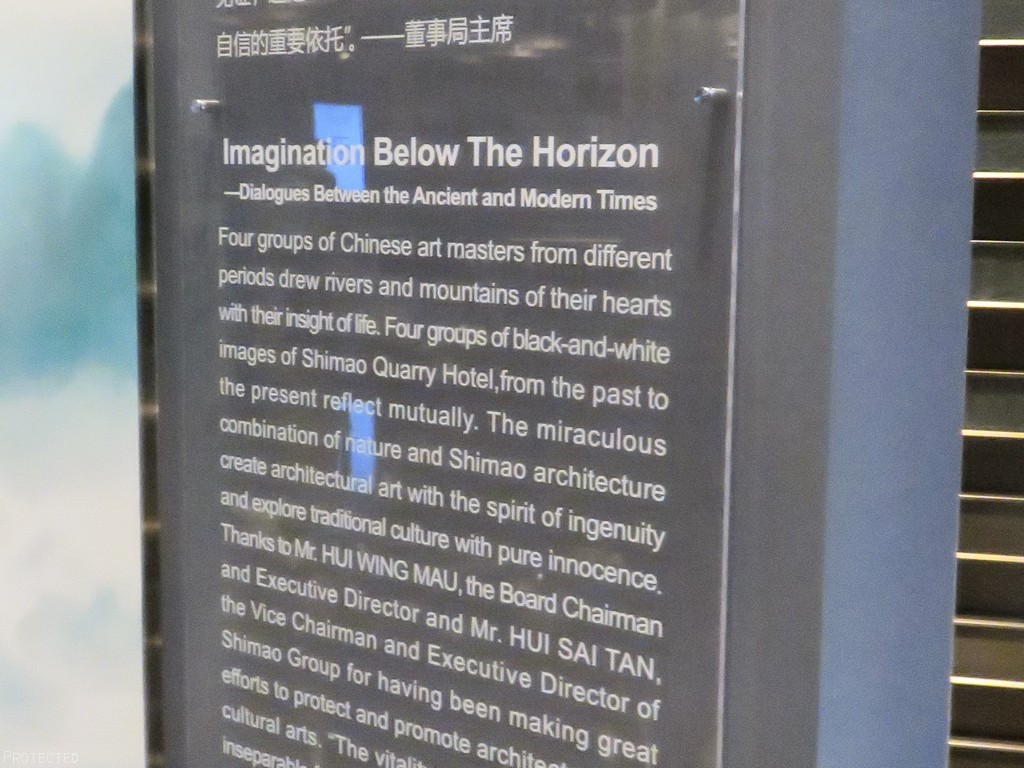 自信的重要依托”。——董事局主席
Imagination Below The Horizon
—Dialogues Between the Ancient and Modern Times
Four groups of Chinese art masters from different
periods drew rivers and mountains of their hearts
with their insight of life. Four groups of black-and-white
images of Shimao Quarry Hotel,from the past to
the present reflect mutually. The miraculous
combination of nature and Shimao architecture
create architectural art with the spirit of ingenuity
and explore traditional culture with pure innocence.
Thanks to Mr. HUI WING MAU, the Board Chairman
and Executive Director and Mr. HUI SAI TAN,
the Vice Chairman and Executive Director of
Shimao Group for having been making great
efforts to protect and promote architect
cultural arts. “The vitality
inseparable
PROTECTED